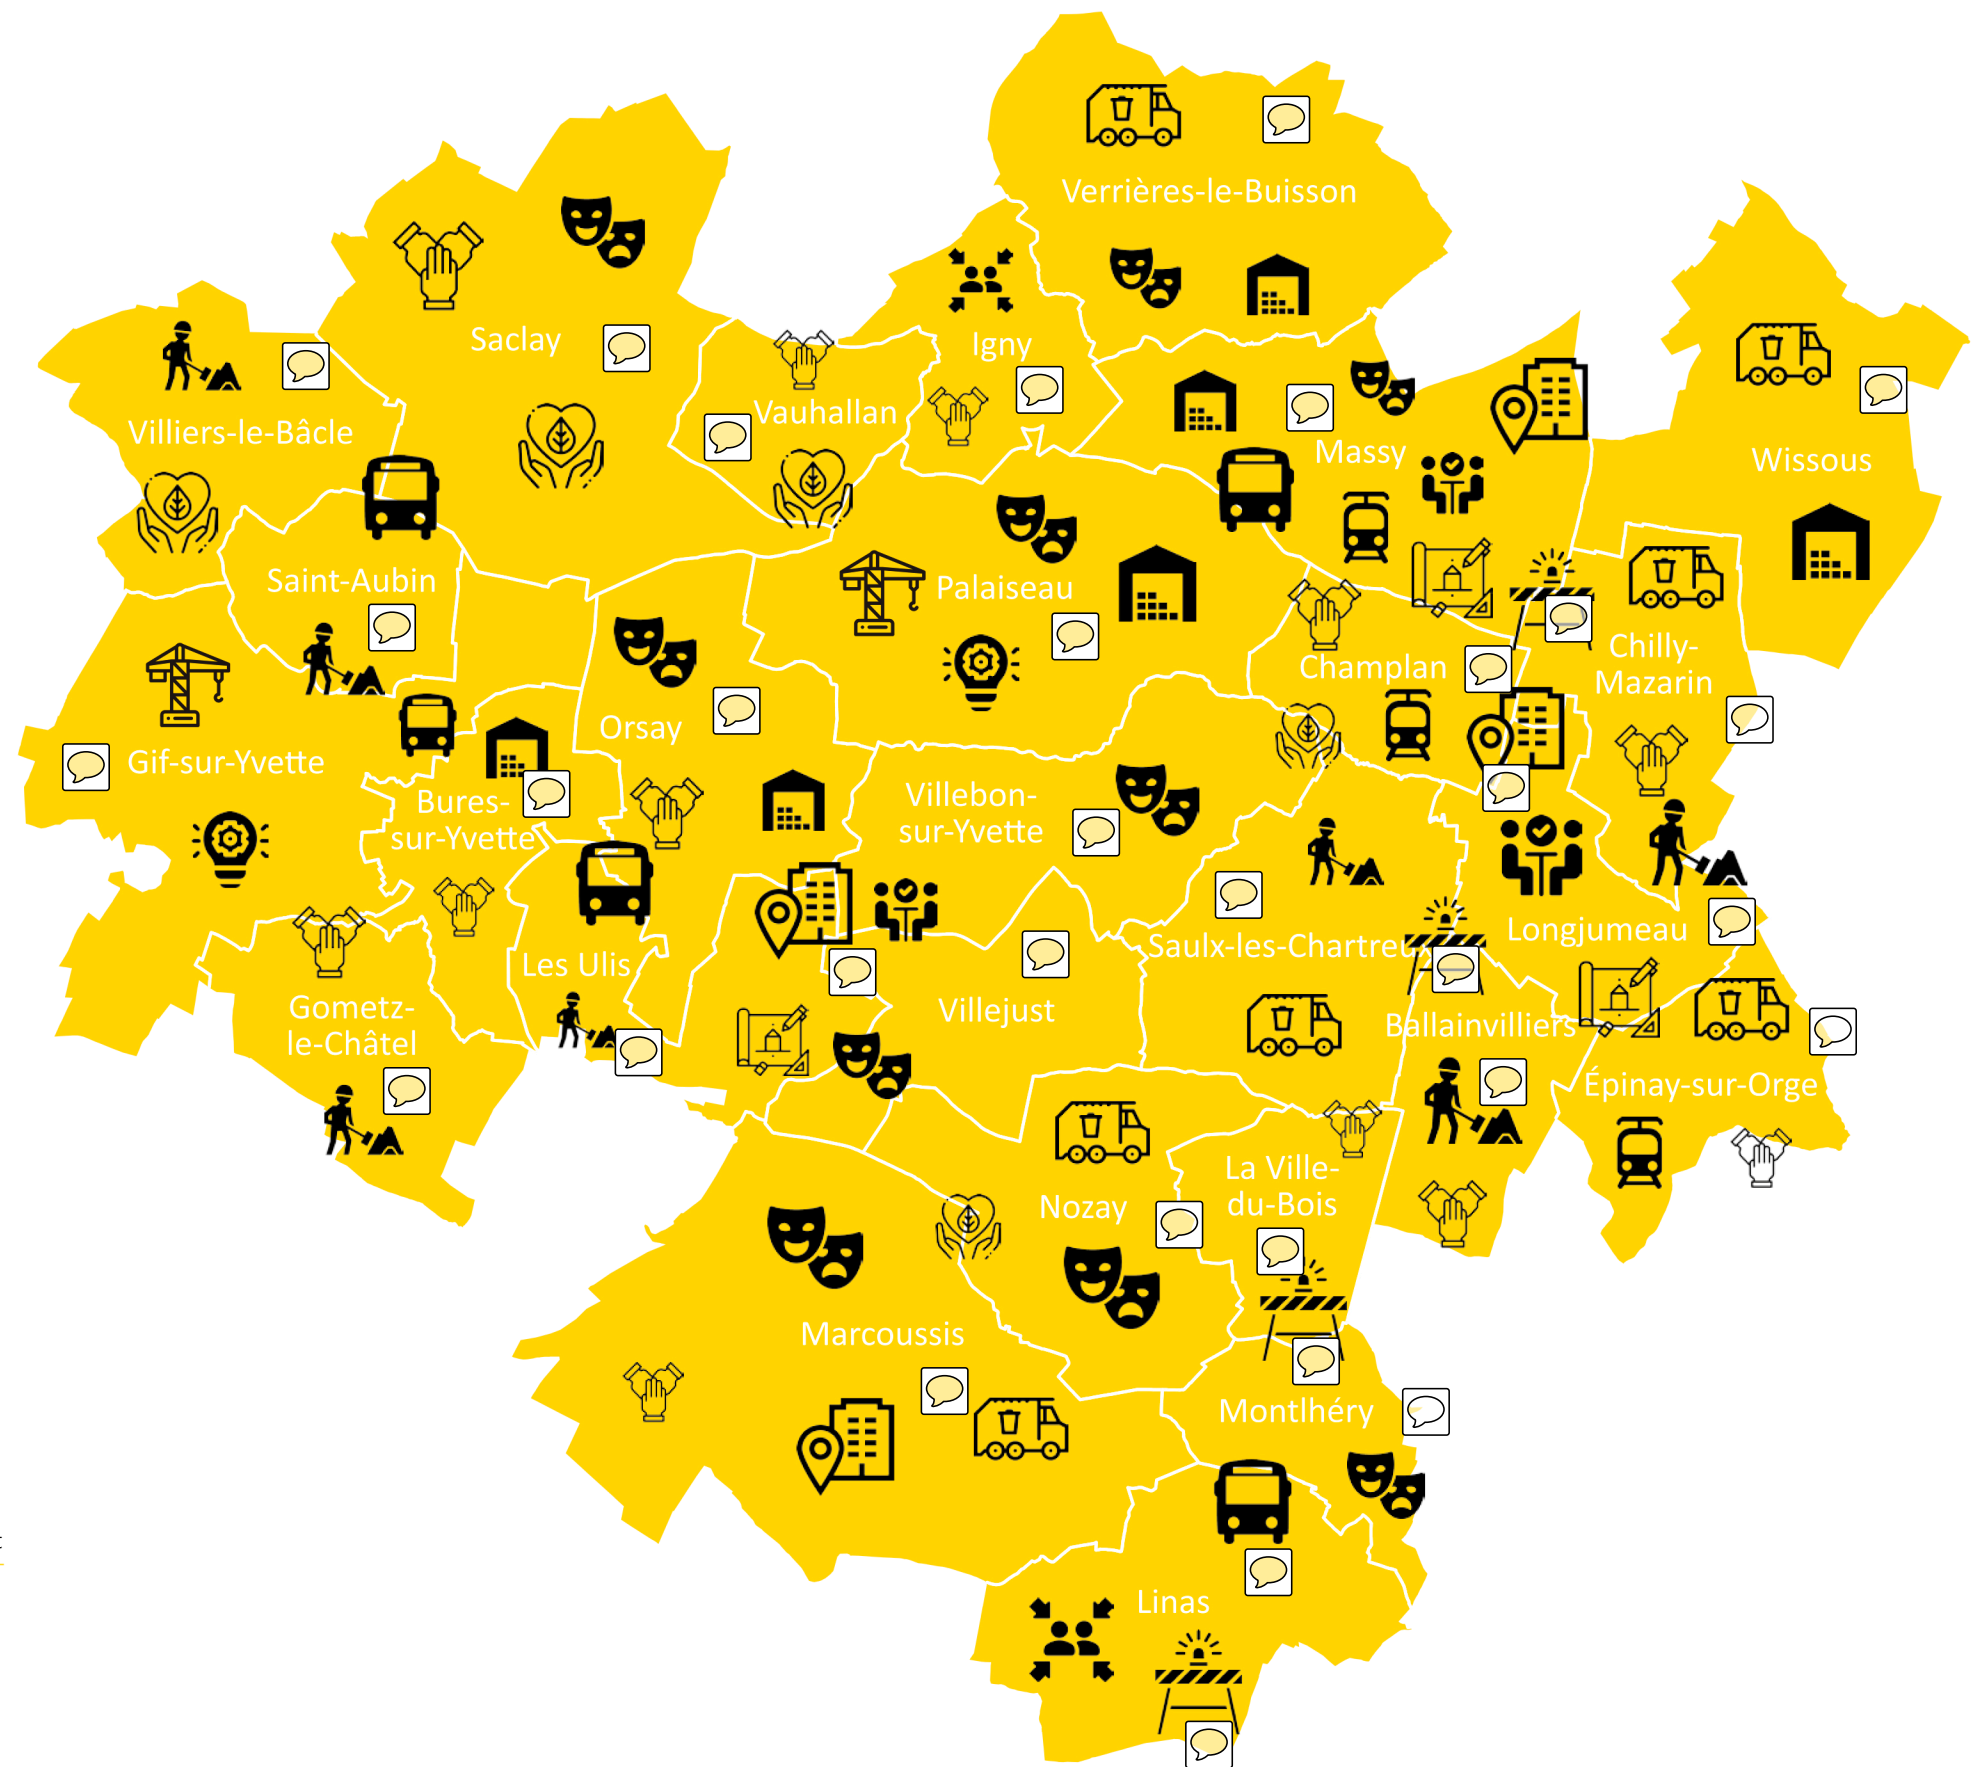 Verrières-le-Buisson
Saclay
Igny
Vauhallan
Villiers-le-Bâcle
Massy
Wissous
Saint-Aubin
Palaiseau
Champlan
Chilly-
Mazarin
Orsay
Gif-sur-Yvette
Bures-
sur-Yvette
Villebon-
sur-Yvette
Longjumeau
Saulx-les-Chartreu
Les Ulis
Gometz-
le-Châtel
Villejust
Ballainvilliers
Épinay-sur-Orge
La Ville-
du-Bois
Nozay
Marcoussis
Montlhéry
Linas